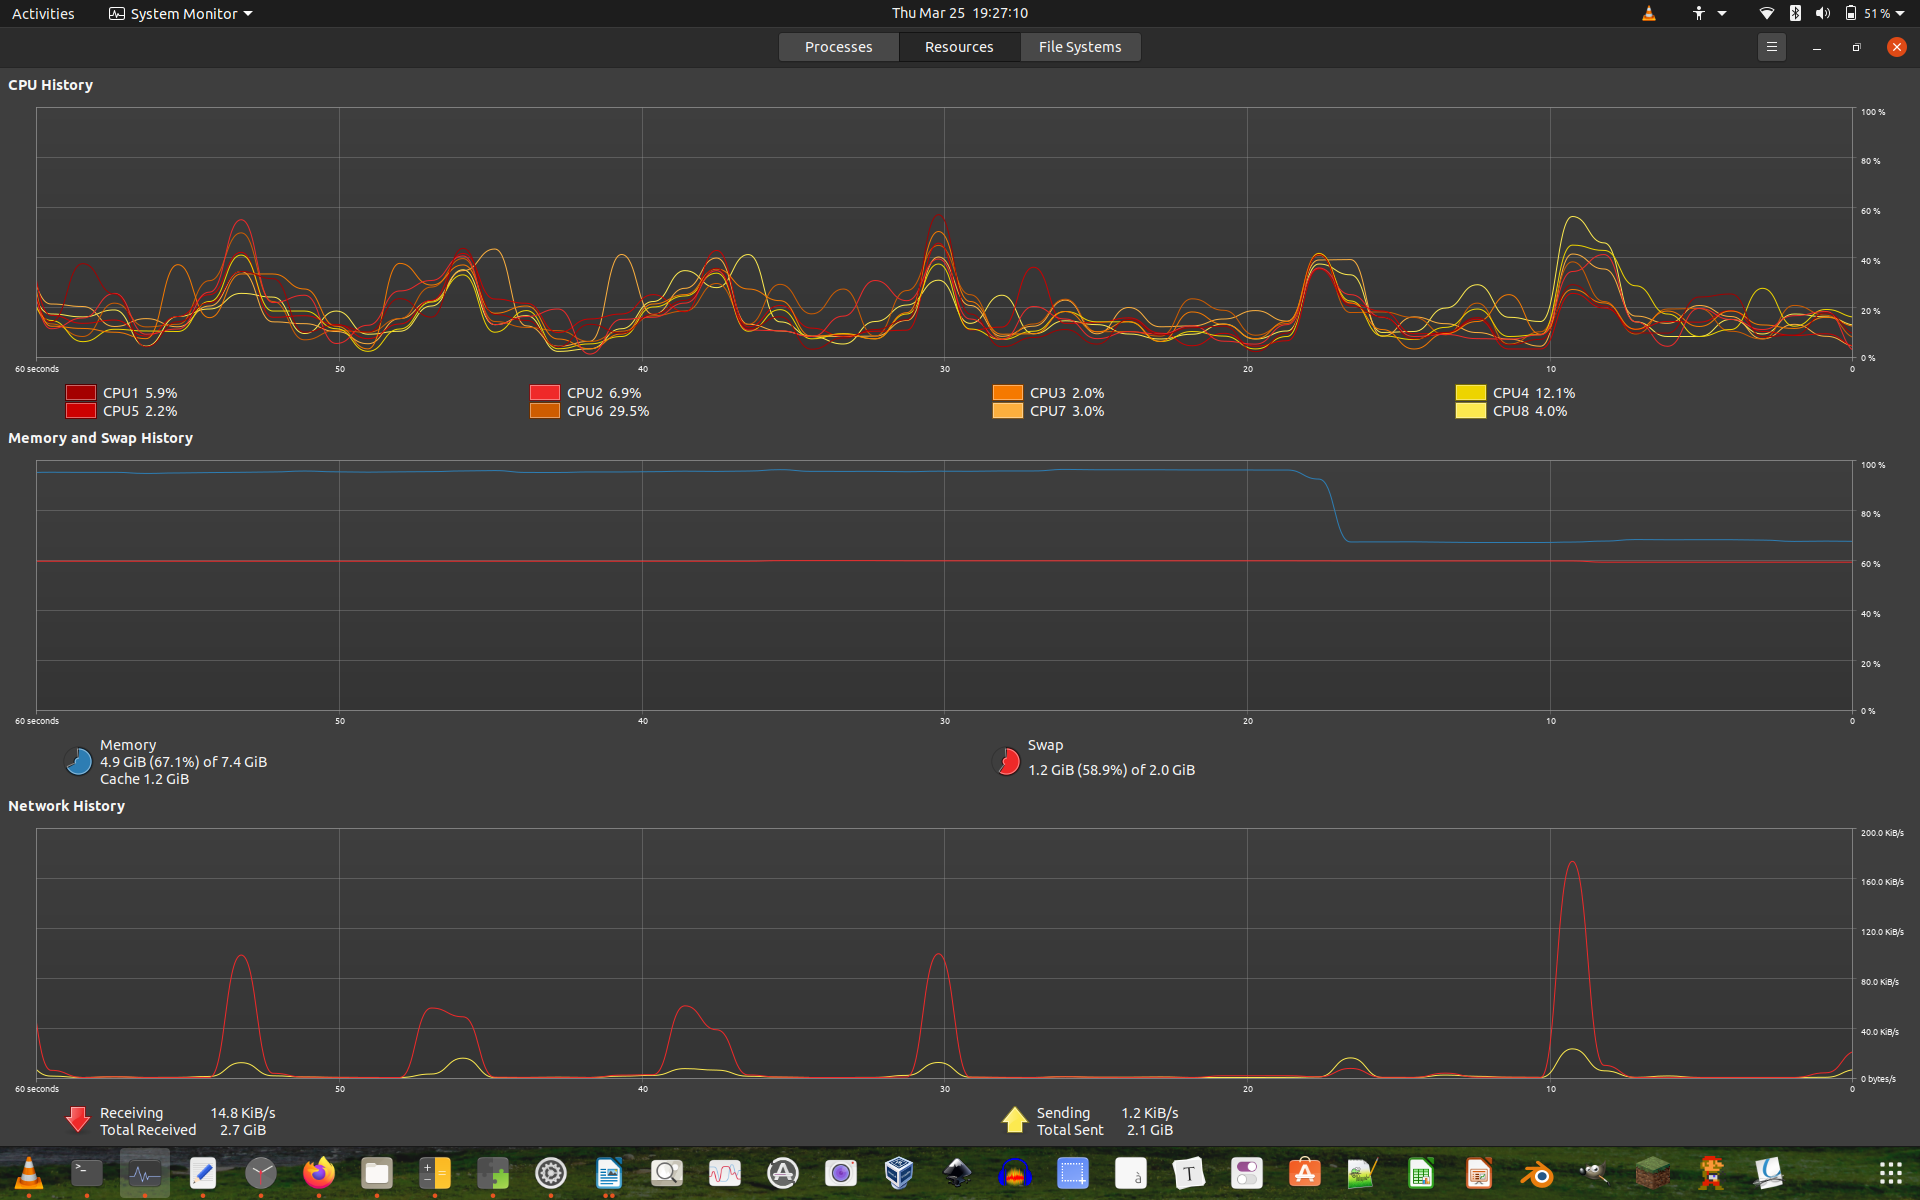 Activities System Monitor Thu Mar 25 19:27:10 51 %
Processes Resources File Systems
CPU History
100 %
80 %
60 %
40 %
20 %
0 %
60 seconds 50 40 30 20 10 0
CPU1 5.9% CPU2 6.9% CPU3 2.0% CPU4 12.1%
CPU5 2.2% CPU6 29.5% CPU7 3.0% CPU8 4.0%
Memory and Swap History
100 %
80 %
60 %
40 %
20 %
0 %
60 seconds 50 40 30 20 10 0
Memory
4.9 GiB (67.1%) of 7.4 GiB
Cache 1.2 GiB
Swap
1.2 GiB (58.9%) of 2.0 GiB
Network History
200.0 KiB/s
160.0 KiB/s
120.0 KiB/s
80.0 KiB/s
40.0 KiB/s
0 bytes/s
60 seconds 50 40 30 20 10 0
Receiving 14.8 KiB/s
Total Received 2.7 GiB
Sending 1.2 KiB/s
Total Sent 2.1 GiB